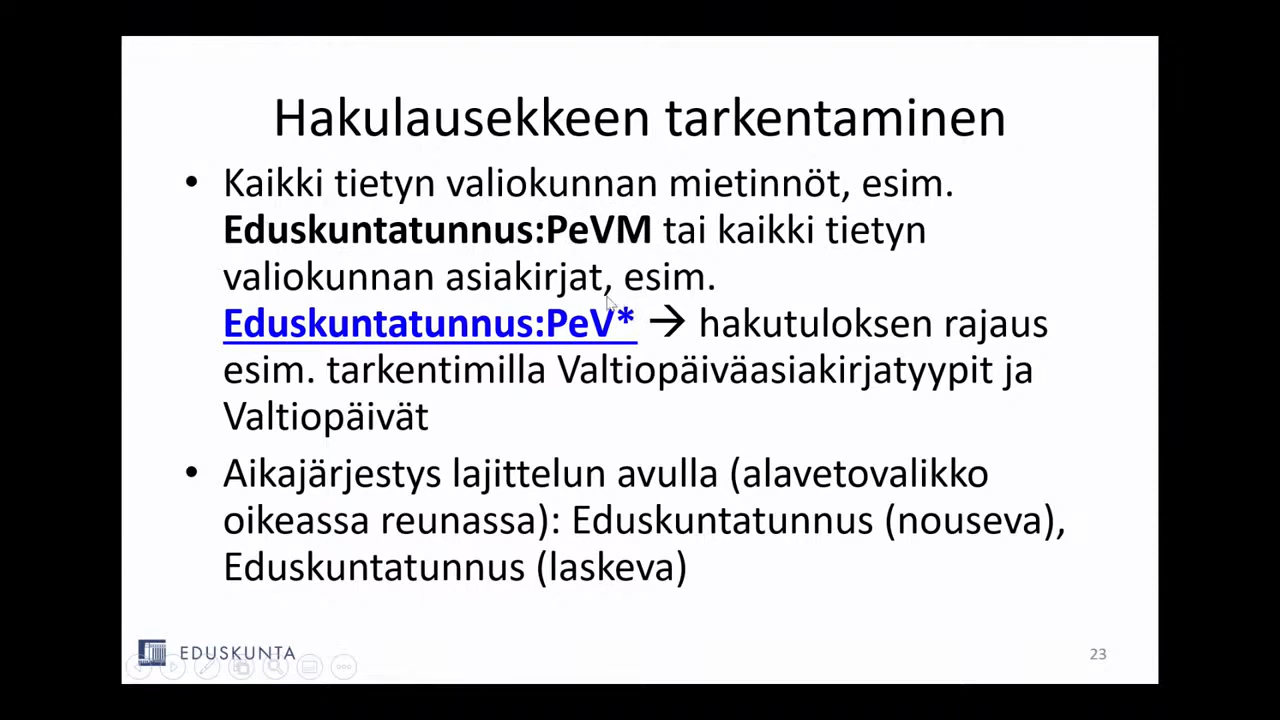 Hakulausekkeen tarkentaminen
• Kaikki tietyn valiokunnan mietinnöt, esim.
Eduskuntatunnus:PeVM tai kaikki tietyn
valiokunnan asiakirjat, esim.
Eduskuntatunnus:PeV* → hakutuloksen rajaus
esim. tarkentimilla Valtiopäiväasiakirjatyypit ja
Valtiopäivät
• Aikajärjestys lajittelun avulla (alavetovalikko
oikeassa reunassa): Eduskuntatunnus (nouseva),
Eduskuntatunnus (laskeva)
EDUSKUNTA
23